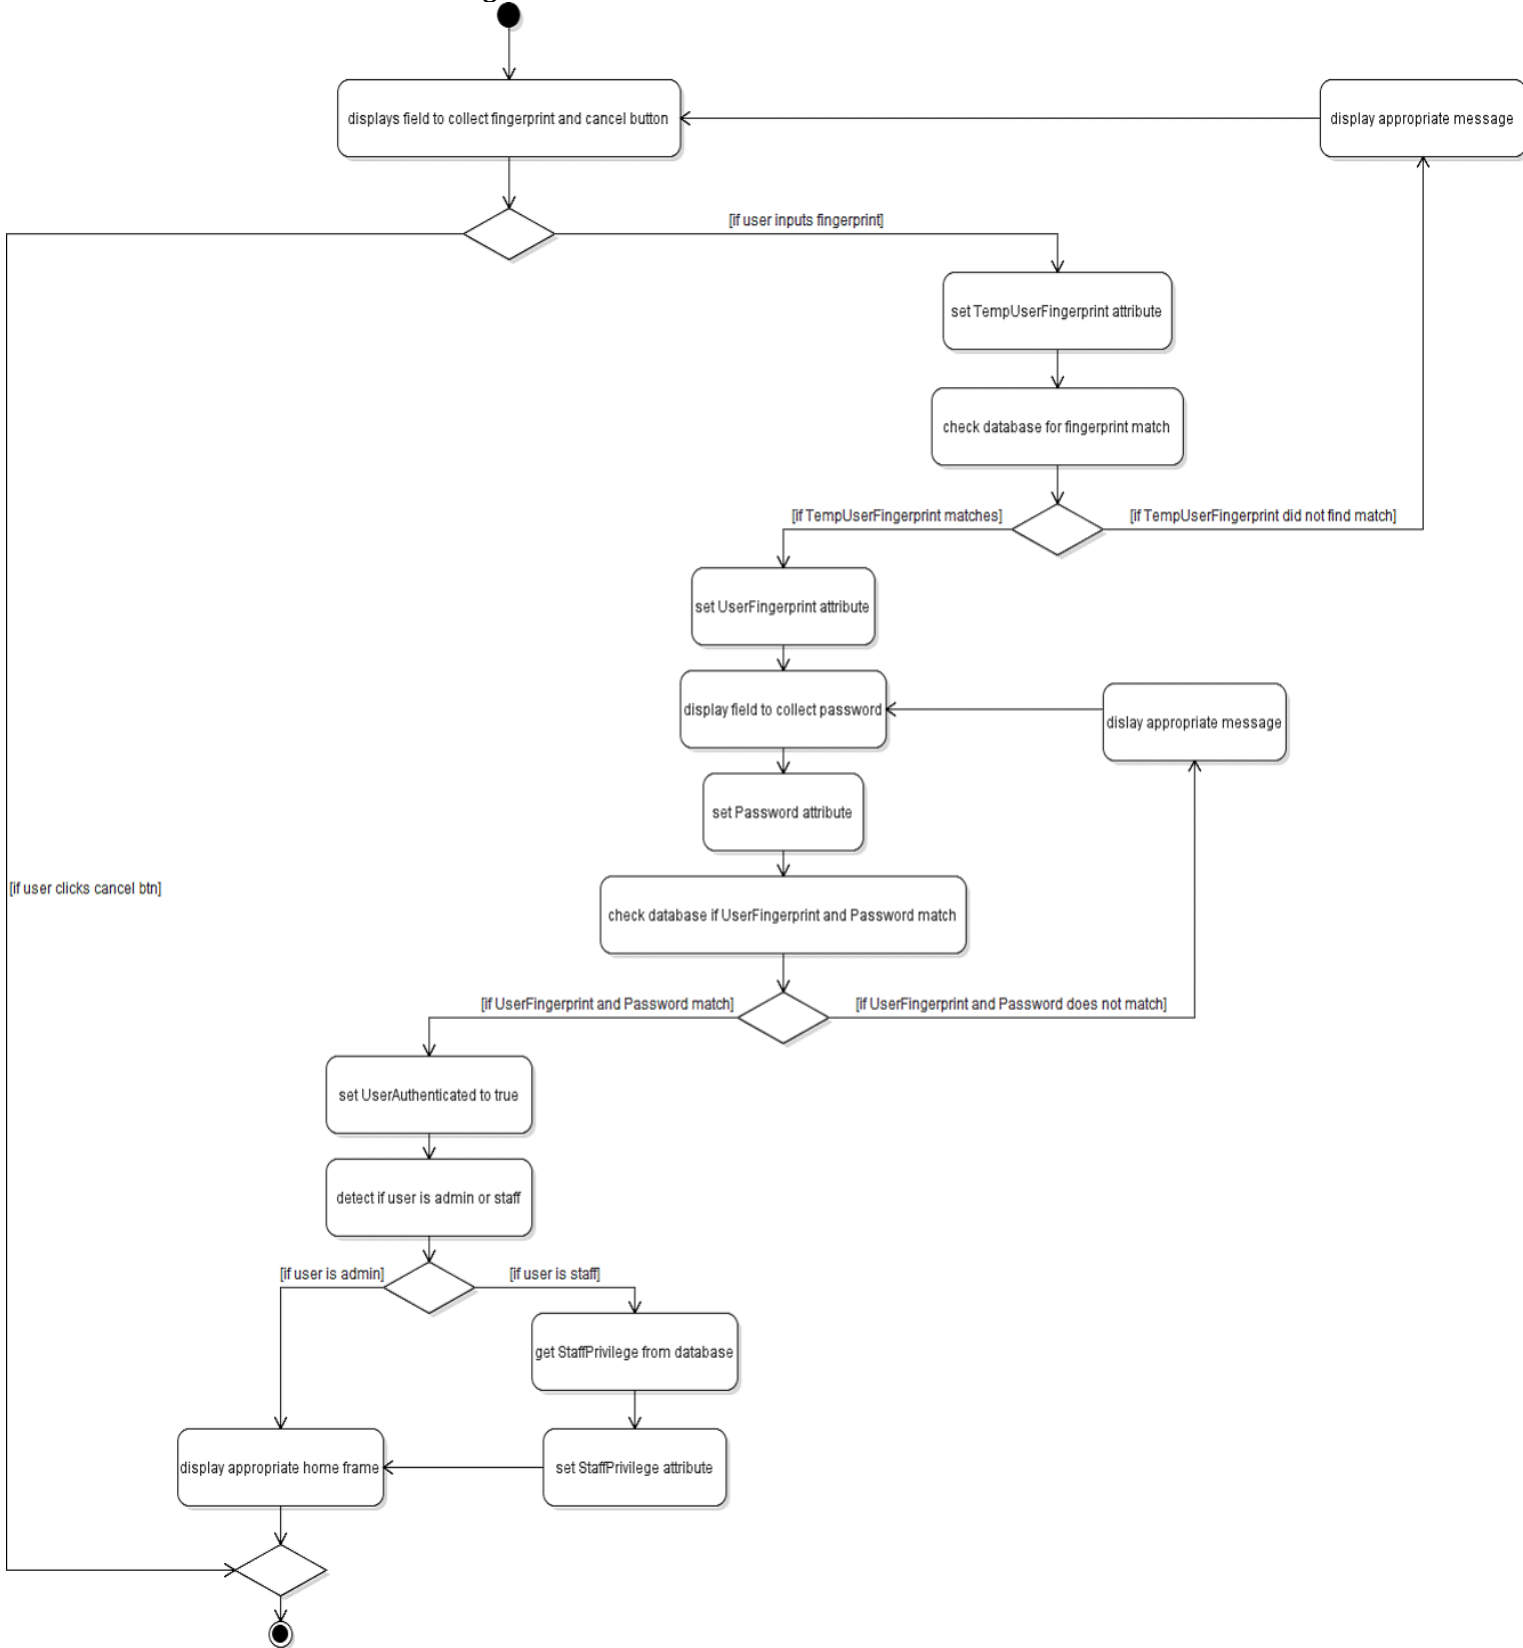 displays field to collect fingerprint and cancel button
display appropriate message
[if user inputs fingerprint]
set TempUserFingerprint attribute
check database for fingerprint match
[if TempUserFingerprint matches]
[if TempUserFingerprint did not find match]
set UserFingerprint attribute
display field to collect password
dislay appropriate message
set Password attribute
[if user clicks cancel btn]
check database if UserFingerprint and Password match
[if UserFingerprint and Password match]
[if UserFingerprint and Password does not match]
set UserAuthenticated to true
detect if user is admin or staff
[if user is admin]
[if user is staff]
get StaffPrivilege from database
display appropriate home frame
set StaffPrivilege attribute